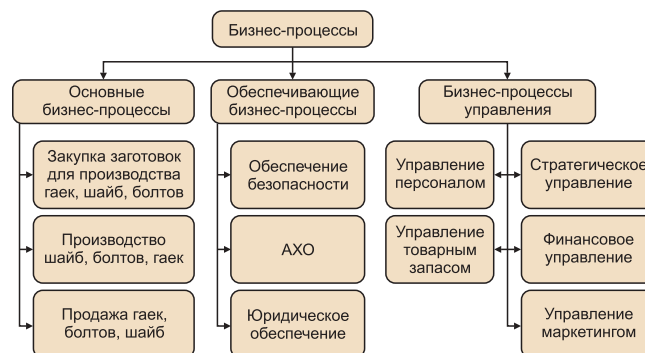 Бизнес-процессы
Основные
бизнес-процессы
Обеспечивающие
бизнес-процессы
Бизнес-процессы
управления
Закупка заготовок
для производства
гаек, шайб, болтов
Обеспечение
безопасности
Управление
персоналом
Стратегическое
управление
Производство
шайб, болтов, гаек
АХО
Управление
товарным
запасом
Финансовое
управление
Продажа гаек,
болтов, шайб
Юридическое
обеспечение
Управление
маркетингом